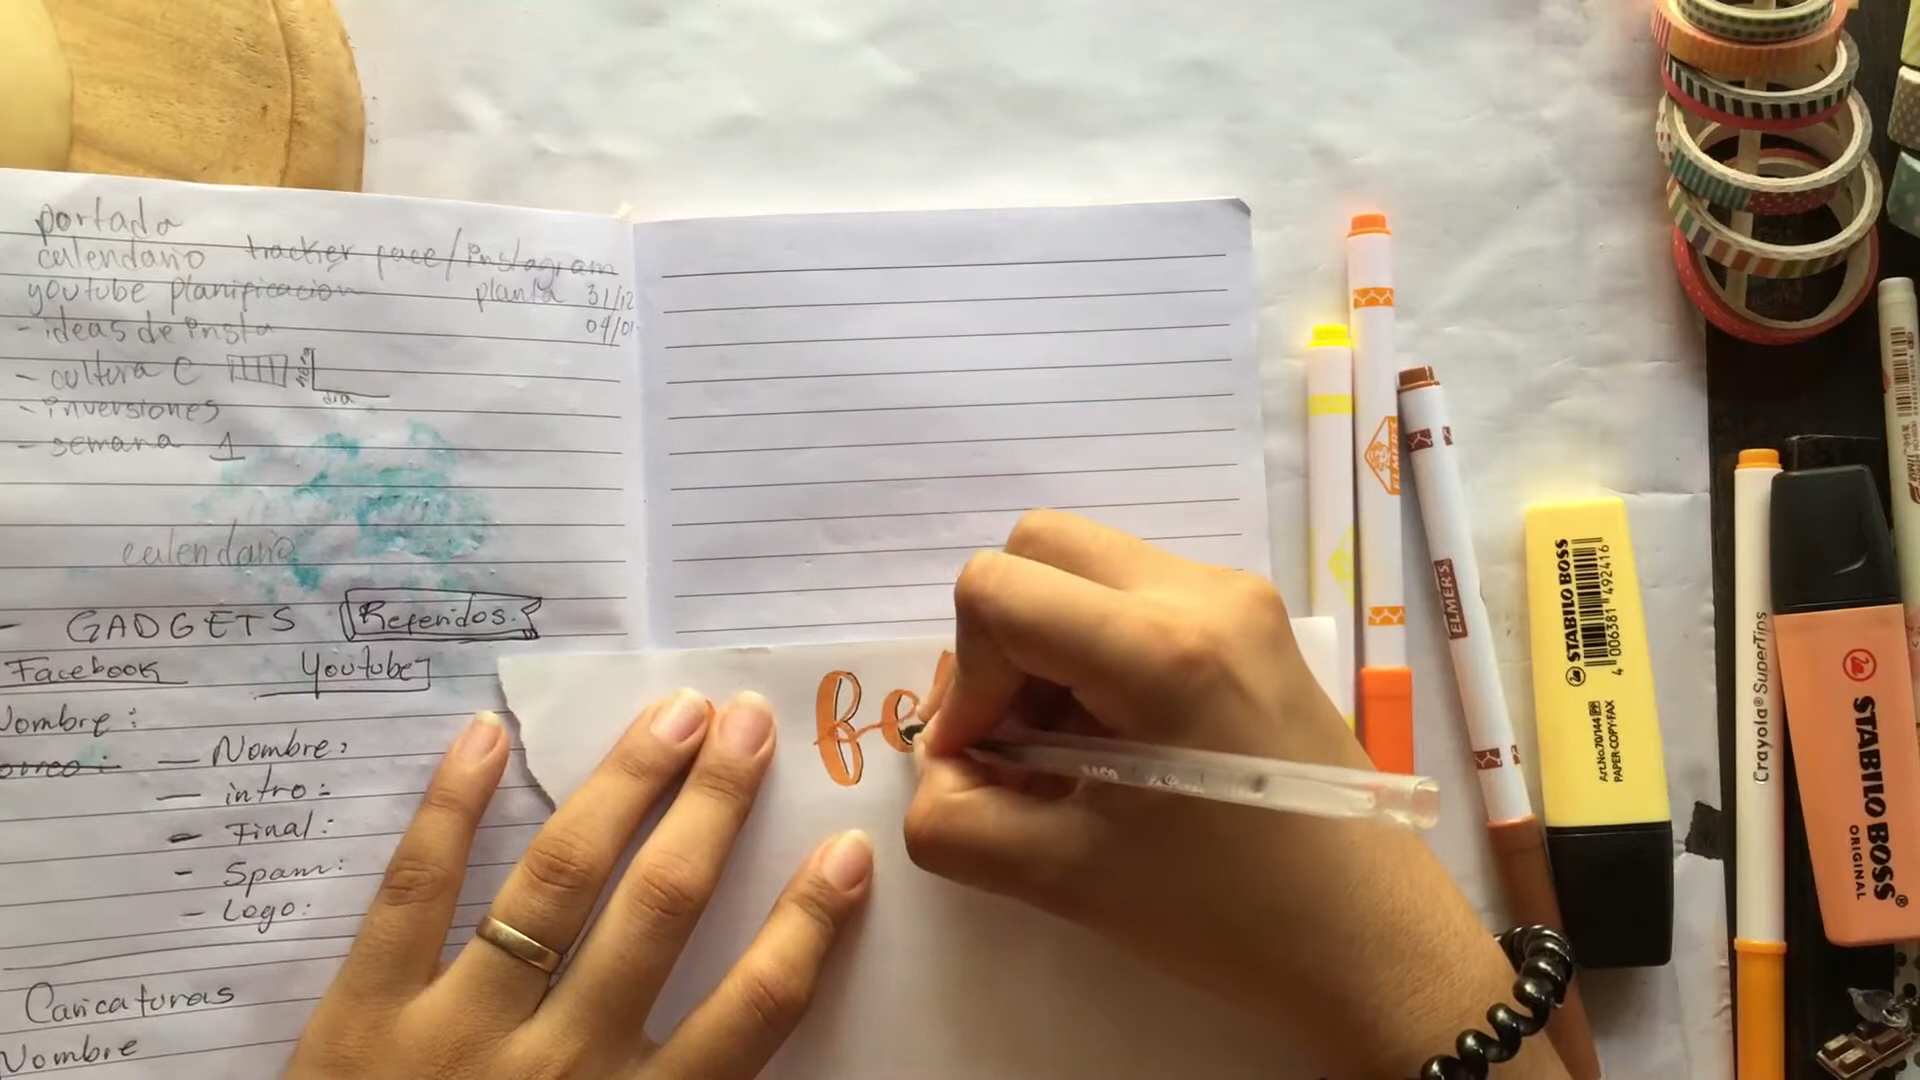 portada
calendario tracker face/instagram
youtube planificacion planta 31/12
- ideas de insta 04/01
- cultura C
dia
- inversiones
- semana 1
calendario
- GADGETS Referidos.
Facebook Youtube
Nombre :
— Nombre:
— intro:
- Final:
- Spam:
- Logo:
Caricaturas
Nombre
ELMER'S
ELMER'S
STABILO BOSS
4 006381 492416
Art.No.70/144
PAPER-COPY-FAX
Crayola® SuperTips
STABILO BOSS®
ORIGINAL